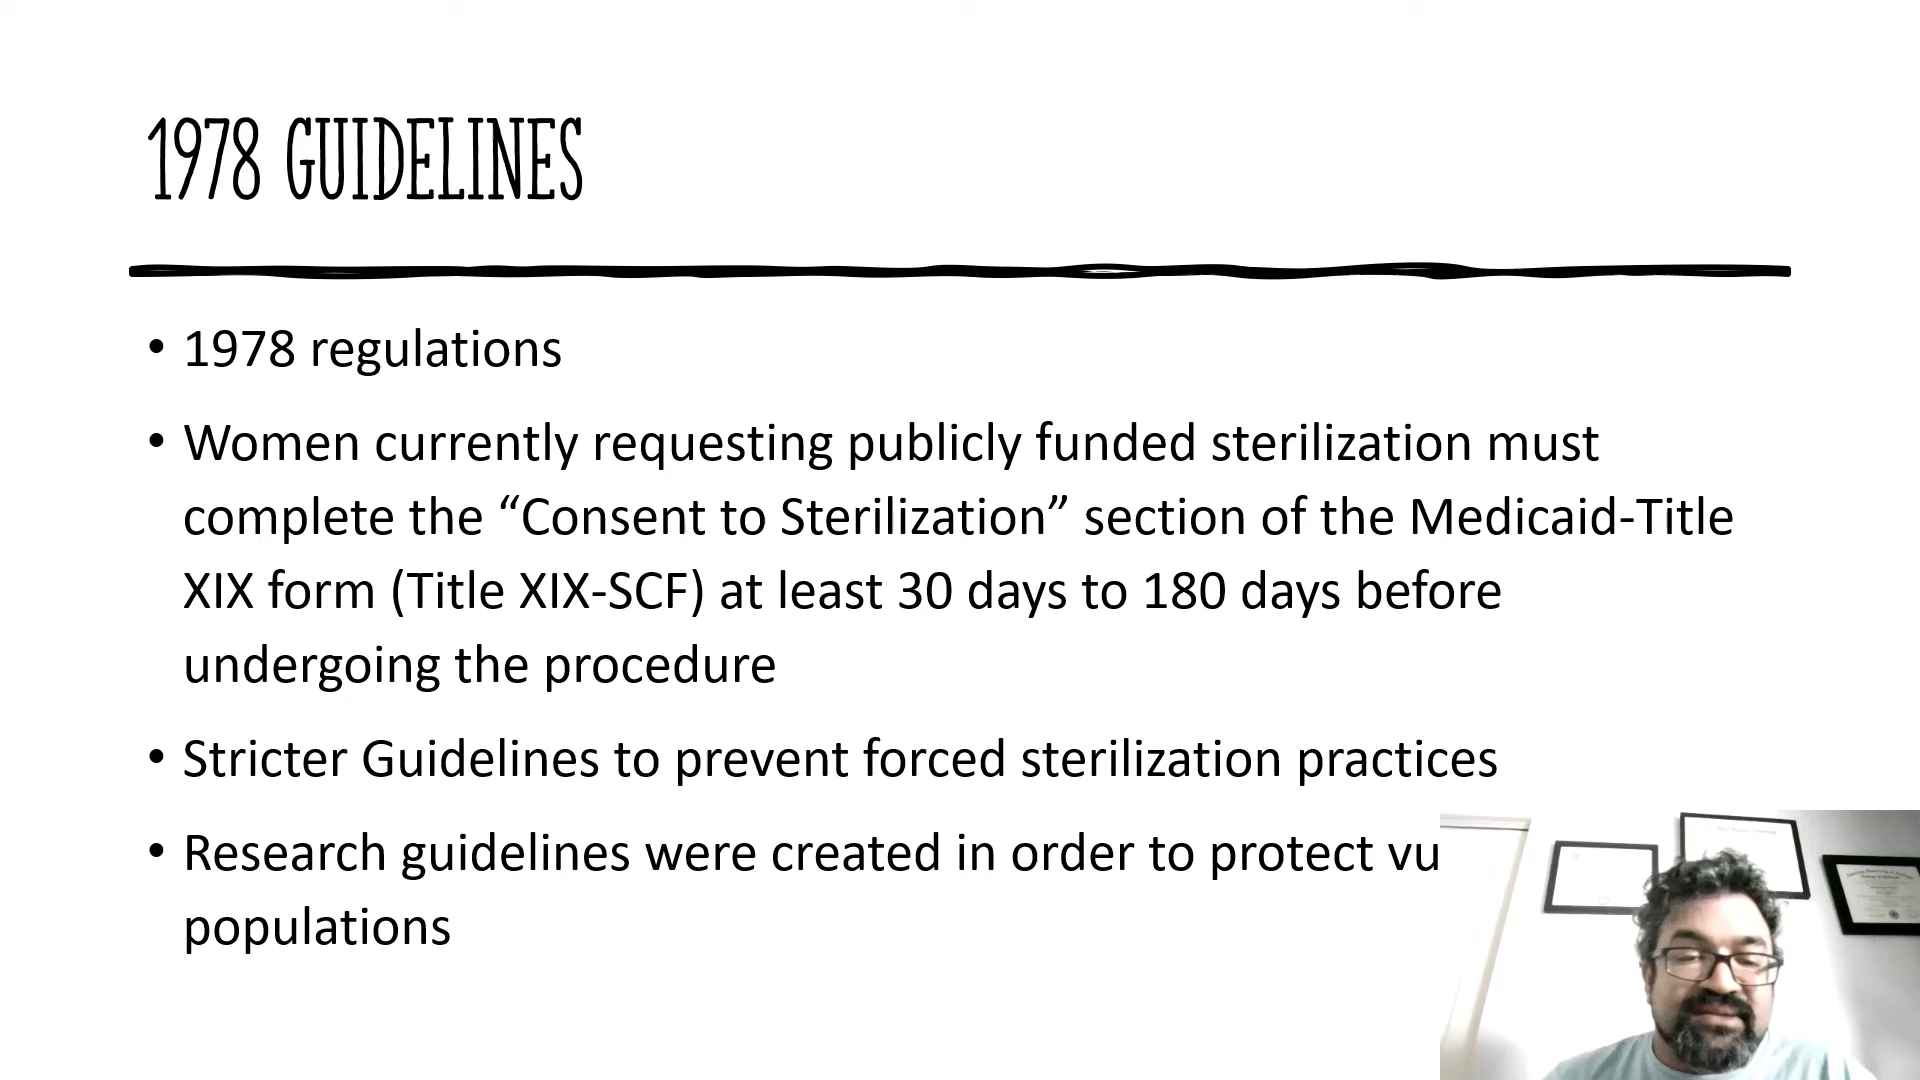 1978 GUIDELINES
• 1978 regulations
• Women currently requesting publicly funded sterilization must
complete the “Consent to Sterilization” section of the Medicaid-Title
XIX form (Title XIX-SCF) at least 30 days to 180 days before
undergoing the procedure
• Stricter Guidelines to prevent forced sterilization practices
• Research guidelines were created in order to protect vu
populations